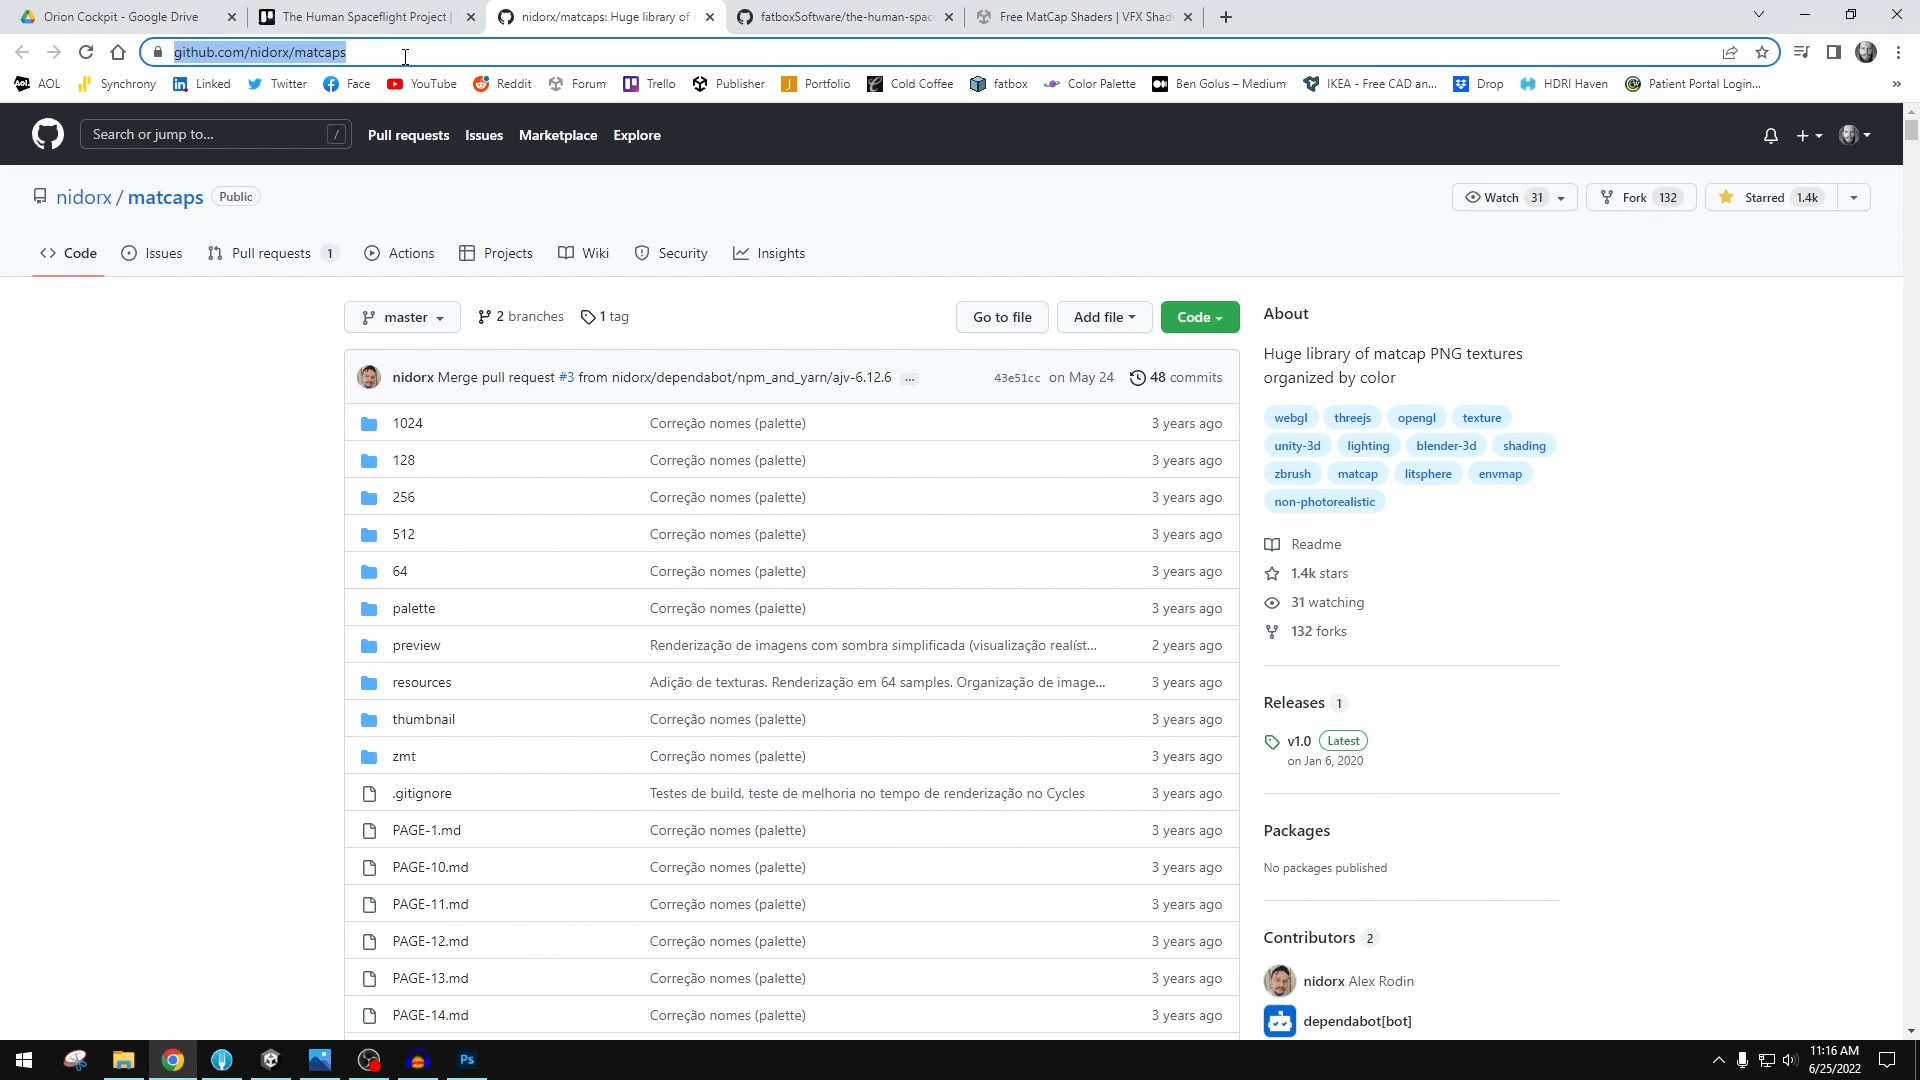 Orion Cockpit - Google Drive
The Human Spaceflight Project |
nidorx/matcaps: Huge library of
fatboxSoftware/the-human-spac
Free MatCap Shaders | VFX Shad
github.com/nidorx/matcaps
AOL
Synchrony
Linked
Twitter
Face
YouTube
Reddit
Forum
Trello
Publisher
Portfolio
Cold Coffee
fatbox
Color Palette
Ben Golus – Medium
IKEA - Free CAD an...
Drop
HDRI Haven
Patient Portal Login...
»
Search or jump to...
/
Pull requests
Issues
Marketplace
Explore
nidorx / matcaps
Public
Watch 31
Fork 132
Starred 1.4k
Code
Issues
Pull requests 1
Actions
Projects
Wiki
Security
Insights
master
2 branches
1 tag
Go to file
Add file
Code
nidorx Merge pull request #3 from nidorx/dependabot/npm_and_yarn/ajv-6.12.6 ...
43e51cc on May 24
48 commits
1024 Correção nomes (palette) 3 years ago
128 Correção nomes (palette) 3 years ago
256 Correção nomes (palette) 3 years ago
512 Correção nomes (palette) 3 years ago
64 Correção nomes (palette) 3 years ago
palette Correção nomes (palette) 3 years ago
preview Renderização de imagens com sombra simplificada (visualização realíst... 2 years ago
resources Adição de texturas. Renderização em 64 samples. Organização de image... 3 years ago
thumbnail Correção nomes (palette) 3 years ago
zmt Correção nomes (palette) 3 years ago
.gitignore Testes de build, teste de melhoria no tempo de renderização no Cycles 3 years ago
PAGE-1.md Correção nomes (palette) 3 years ago
PAGE-10.md Correção nomes (palette) 3 years ago
PAGE-11.md Correção nomes (palette) 3 years ago
PAGE-12.md Correção nomes (palette) 3 years ago
PAGE-13.md Correção nomes (palette) 3 years ago
PAGE-14.md Correção nomes (palette) 3 years ago
About
Huge library of matcap PNG textures
organized by color
webgl threejs opengl texture
unity-3d lighting blender-3d shading
zbrush matcap litsphere envmap
non-photorealistic
Readme
1.4k stars
31 watching
132 forks
Releases 1
v1.0 Latest
on Jan 6, 2020
Packages
No packages published
Contributors 2
nidorx Alex Rodin
dependabot[bot]
Ps
11:16 AM
6/25/2022